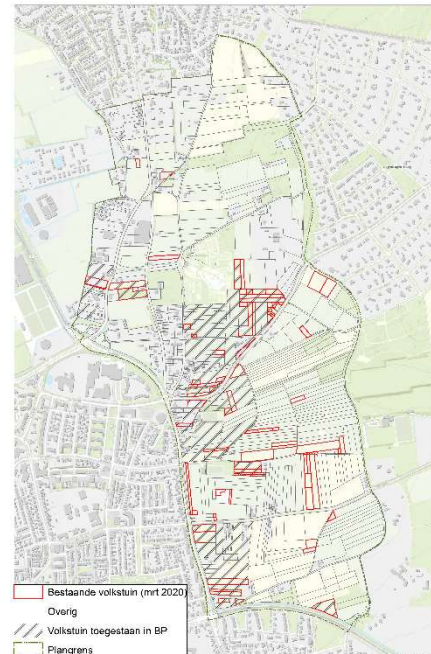 Bestaande volkstuin (mrt 2020)
Overig
Volkstuin toegestaan in BP
Plangrens